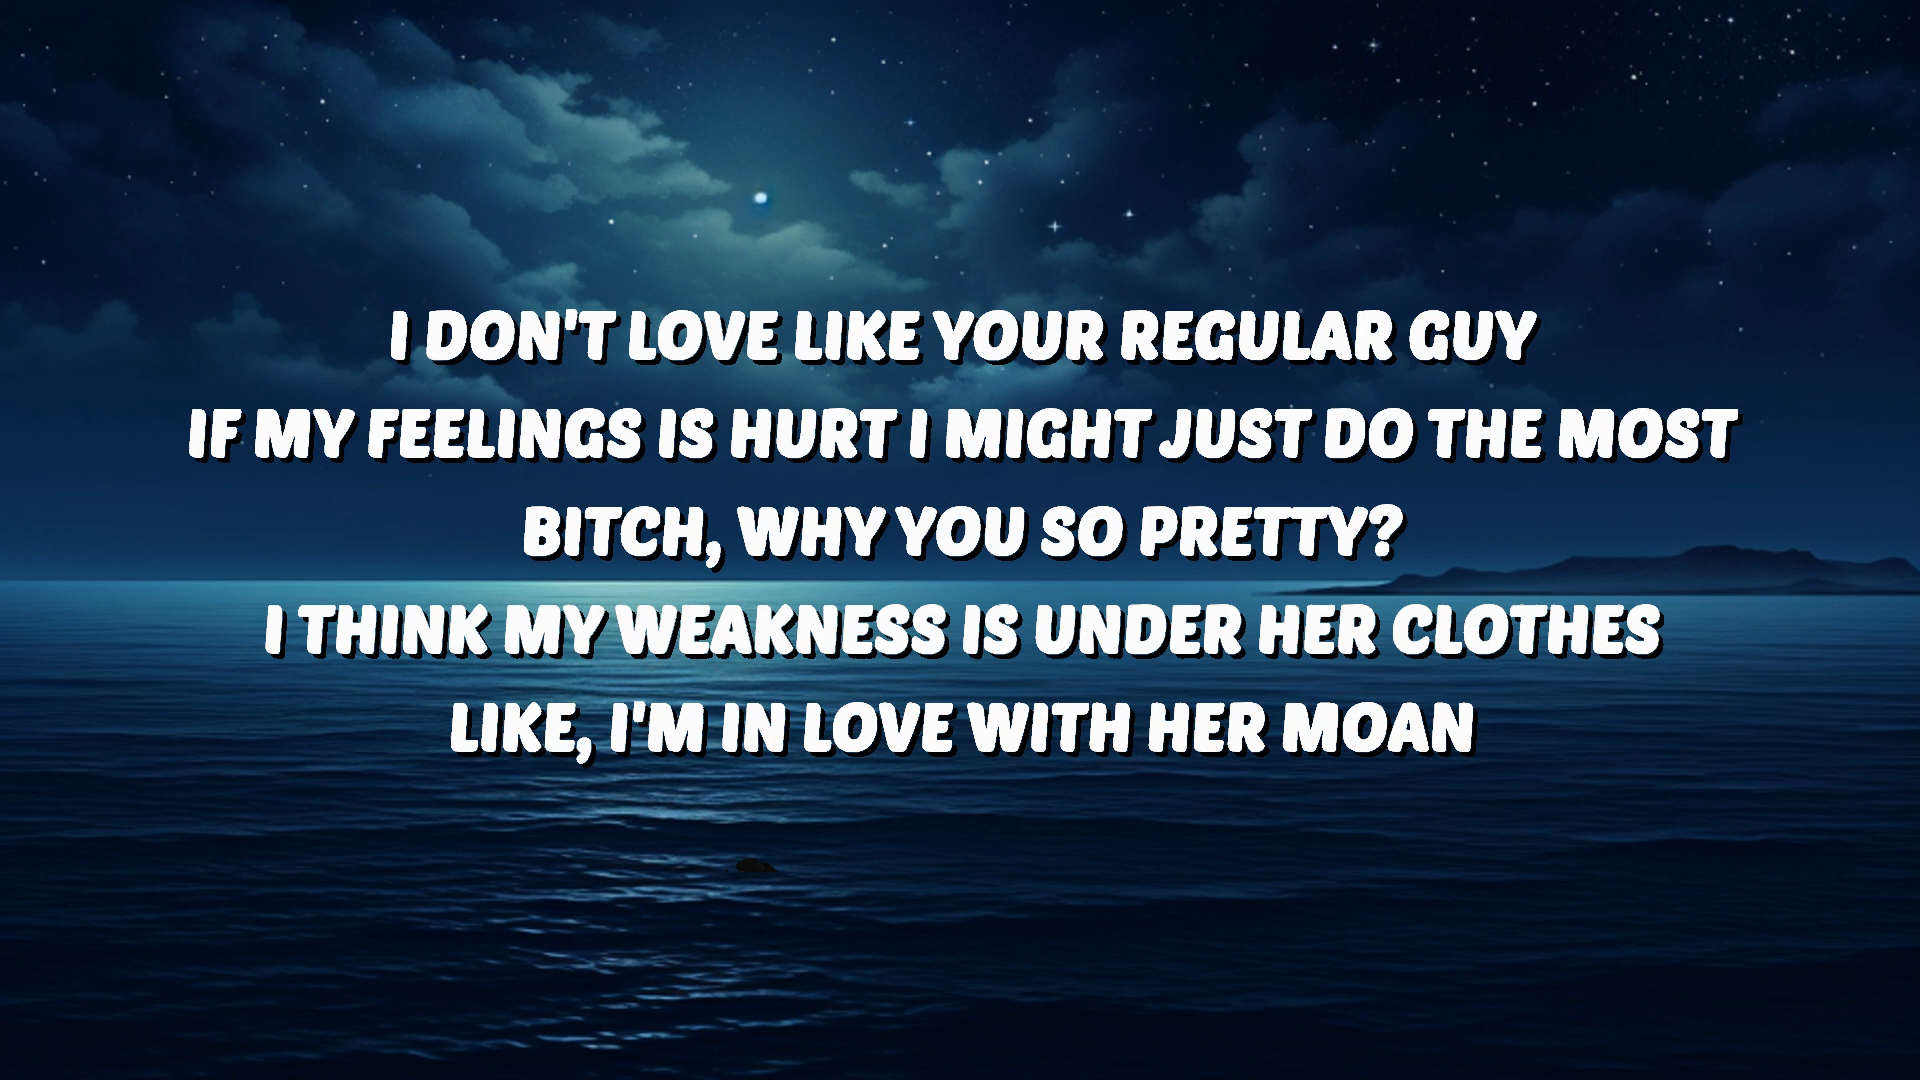 I DON'T LOVE LIKE YOUR REGULAR GUY
IF MY FEELINGS IS HURT I MIGHT JUST DO THE MOST
BITCH, WHY YOU SO PRETTY?
I THINK MY WEAKNESS IS UNDER HER CLOTHES
LIKE, I'M IN LOVE WITH HER MOAN